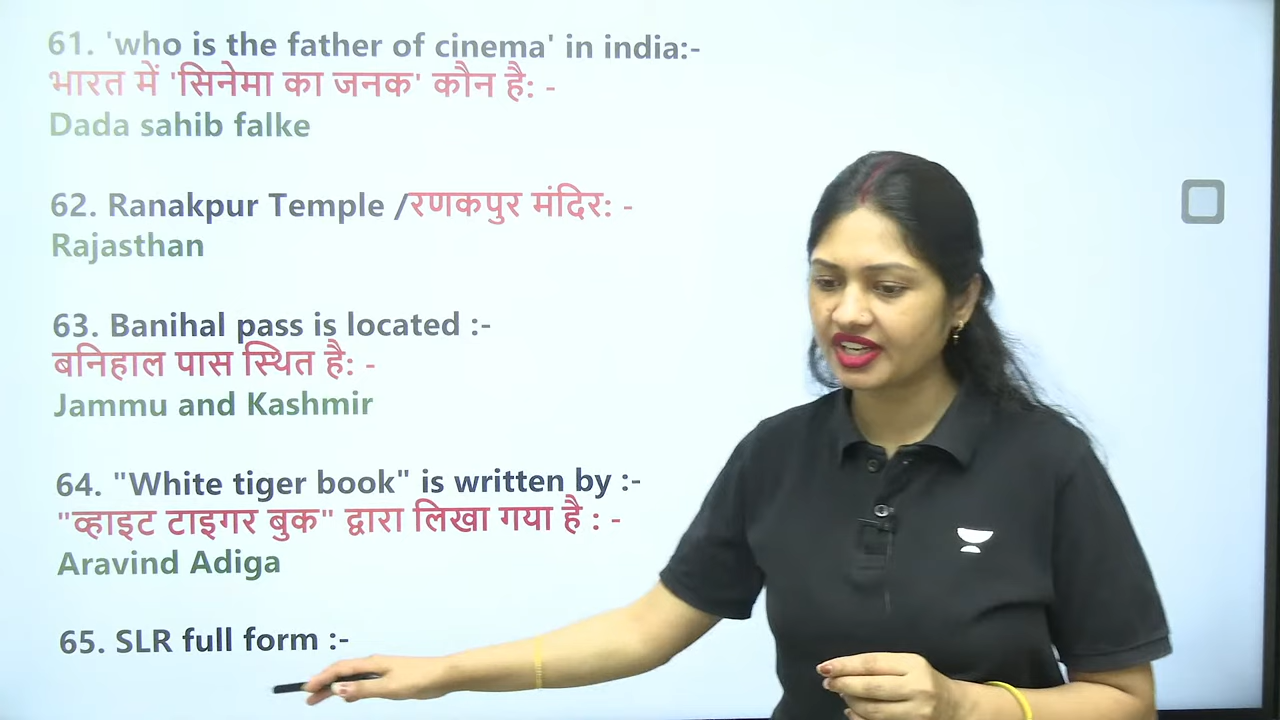 61. 'who is the father of cinema' in india:-
भारत में 'सिनेमा का जनक' कौन है: -
Dada sahib falke
62. Ranakpur Temple /रणकपुर मंदिर: -
Rajasthan
63. Banihal pass is located :-
बनिहाल पास स्थित है: -
Jammu and Kashmir
64. "White tiger book" is written by :-
"व्हाइट टाइगर बुक" द्वारा लिखा गया है : -
Aravind Adiga
65. SLR full form :-